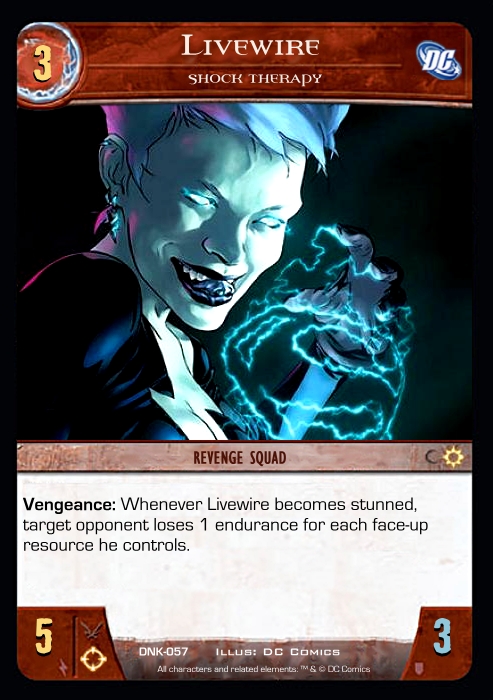 3
LIVEWIRE
DC
SHOCK THERAPY
REVENGE SQUAD
C
Vengeance: Whenever Livewire becomes stunned,
target opponent loses 1 endurance for each face-up
resource he controls.
5
3
DNK-057 ILLUS: DC COMICS
All characters and related elements: ™ & © DC Comics